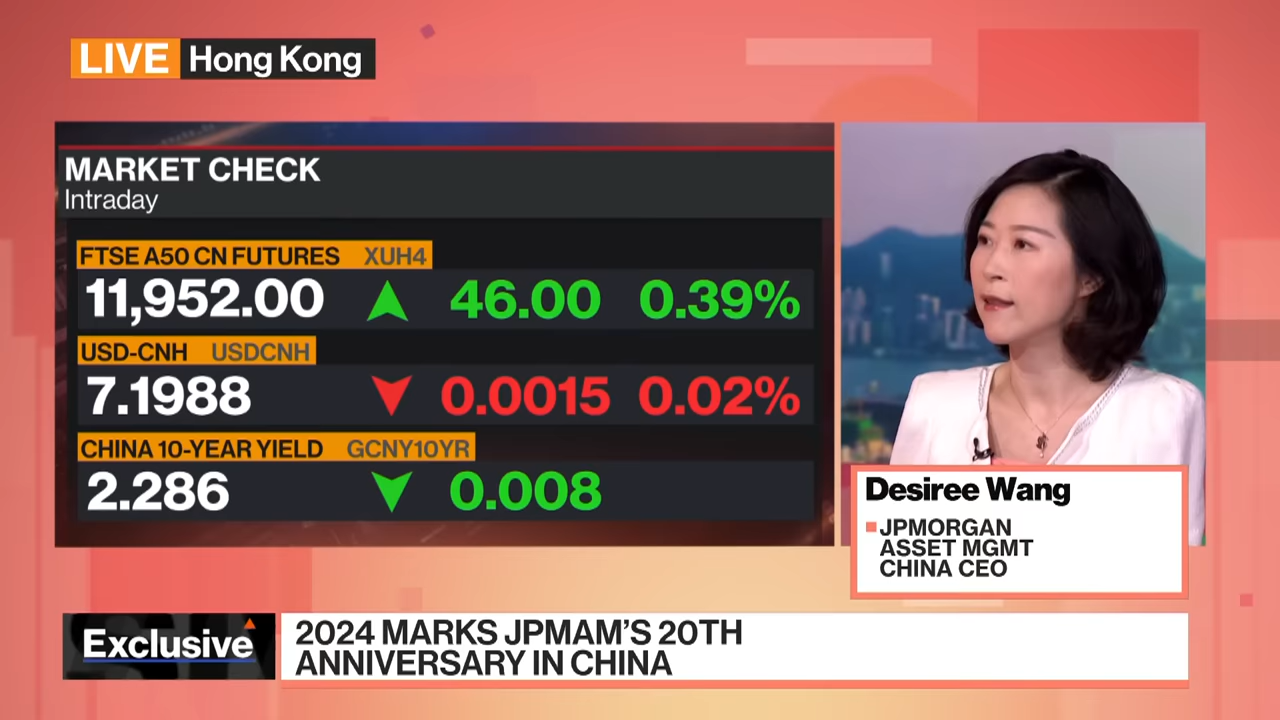 LIVE Hong Kong
MARKET CHECK
Intraday
FTSE A50 CN FUTURES XUH4
11,952.00 46.00 0.39%
USD-CNH USDCNH
7.1988 0.0015 0.02%
CHINA 10-YEAR YIELD GCNY10YR
2.286 0.008
Desiree Wang
JPMORGAN
ASSET MGMT
CHINA CEO
Exclusive
2024 MARKS JPMAM'S 20TH
ANNIVERSARY IN CHINA